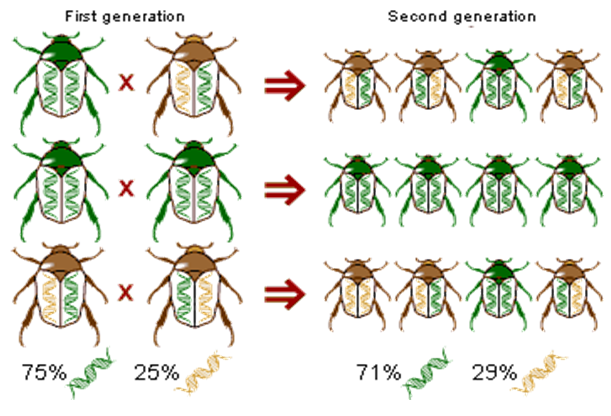 First generation
Second generation
x
x
x
75%
25%
71%
29%